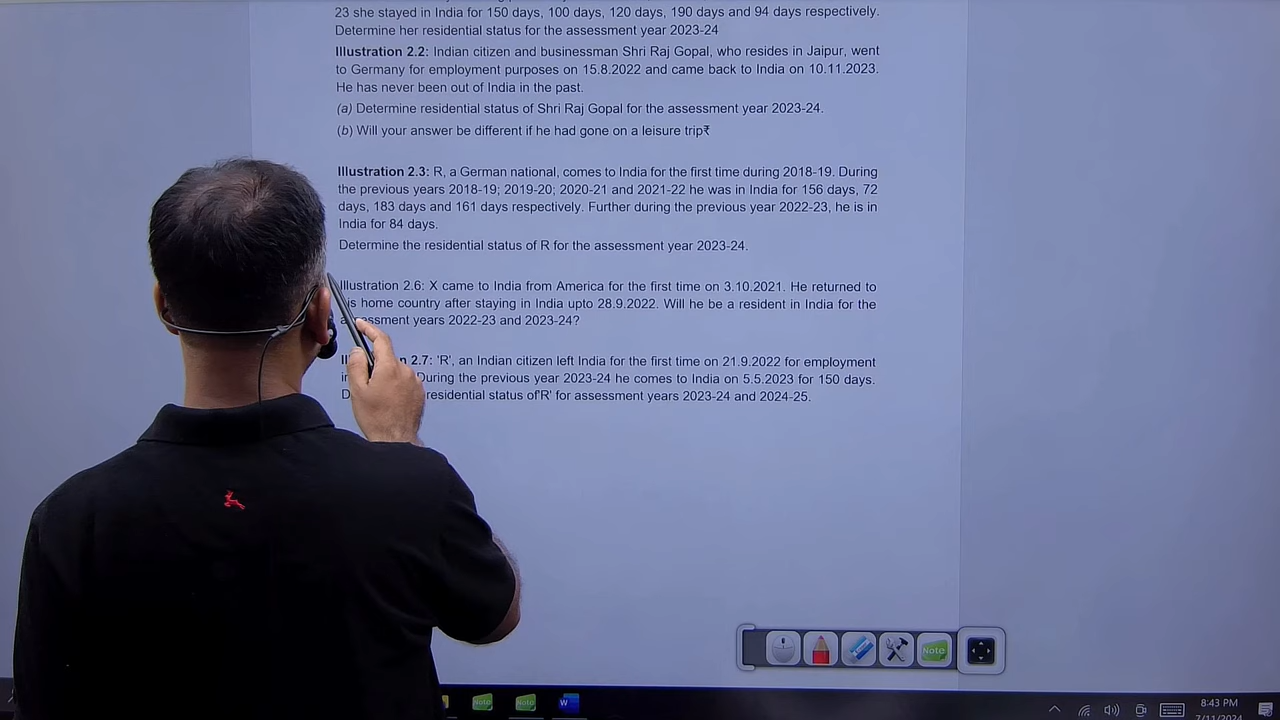 23 she stayed in India for 150 days, 100 days, 120 days, 190 days and 94 days respectively.
Determine her residential status for the assessment year 2023-24
Illustration 2.2: Indian citizen and businessman Shri Raj Gopal, who resides in Jaipur, went
to Germany for employment purposes on 15.8.2022 and came back to India on 10.11.2023.
He has never been out of India in the past.
(a) Determine residential status of Shri Raj Gopal for the assessment year 2023-24.
(b) Will your answer be different if he had gone on a leisure trip₹
Illustration 2.3: R, a German national, comes to India for the first time during 2018-19. During
the previous years 2018-19; 2019-20; 2020-21 and 2021-22 he was in India for 156 days, 72
days, 183 days and 161 days respectively. Further during the previous year 2022-23, he is in
India for 84 days.
Determine the residential status of R for the assessment year 2023-24.
Illustration 2.6: X came to India from America for the first time on 3.10.2021. He returned to
home country after staying in India upto 28.9.2022. Will he be a resident in India for the
assessment years 2022-23 and 2023-24?
2.7: 'R', an Indian citizen left India for the first time on 21.9.2022 for employment
During the previous year 2023-24 he comes to India on 5.5.2023 for 150 days.
residential status of'R' for assessment years 2023-24 and 2024-25.
Note
Note
Note
W
8:43 PM
7/11/2024